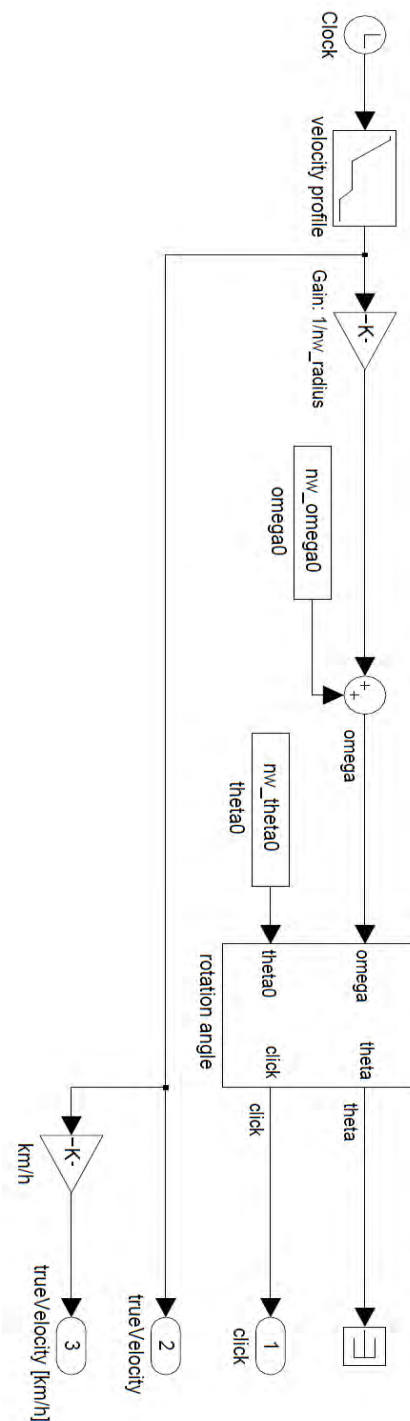 Clock
velocity profile
-K-
Gain: 1/nw_radius
nw_omega0
omega0
+
+
omega
nw_theta0
theta0
omega
theta
theta0
click
rotation angle
theta
click
1
click
2
trueVelocity
-K-
km/h
3
trueVelocity [km/h]